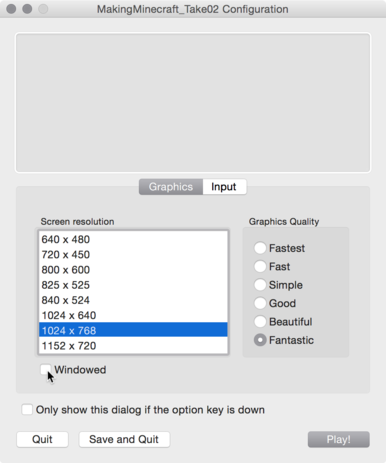 MakingMinecraft_Take02 Configuration
Graphics Input
Screen resolution
640 x 480
720 x 450
800 x 600
825 x 525
840 x 524
1024 x 640
1024 x 768
1152 x 720
Windowed
Graphics Quality
Fastest
Fast
Simple
Good
Beautiful
Fantastic
Only show this dialog if the option key is down
Quit Save and Quit Play!